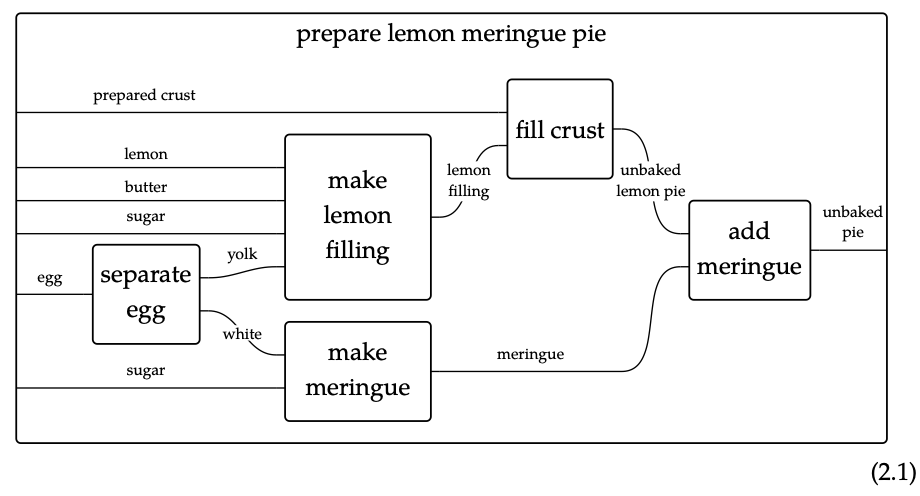 prepare lemon meringue pie
prepared crust
fill crust
lemon
butter
sugar
make
lemon
filling
lemon
filling
unbaked
lemon pie
unbaked
pie
add
meringue
yolk
egg
separate
egg
white
make
meringue
meringue
sugar
(2.1)